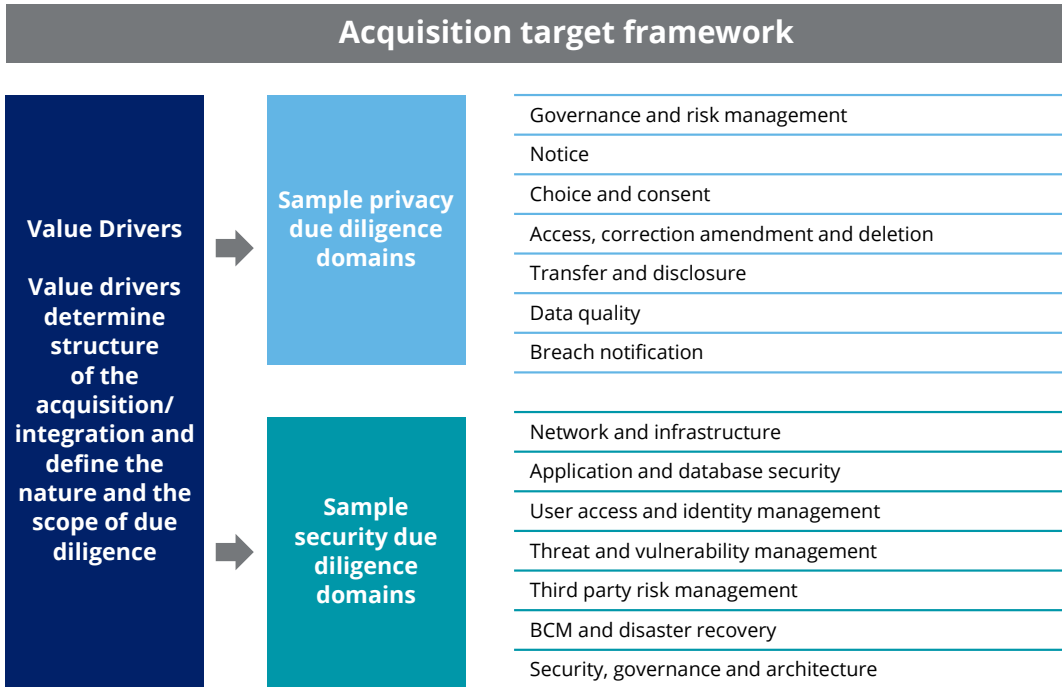 Acquisition target framework
Value Drivers
Value drivers
determine
structure
of the
acquisition/
integration and
define the
nature and the
scope of due
diligence
Sample privacy
due diligence
domains
Governance and risk management
Notice
Choice and consent
Access, correction amendment and deletion
Transfer and disclosure
Data quality
Breach notification
Sample
security due
diligence
domains
Network and infrastructure
Application and database security
User access and identity management
Threat and vulnerability management
Third party risk management
BCM and disaster recovery
Security, governance and architecture